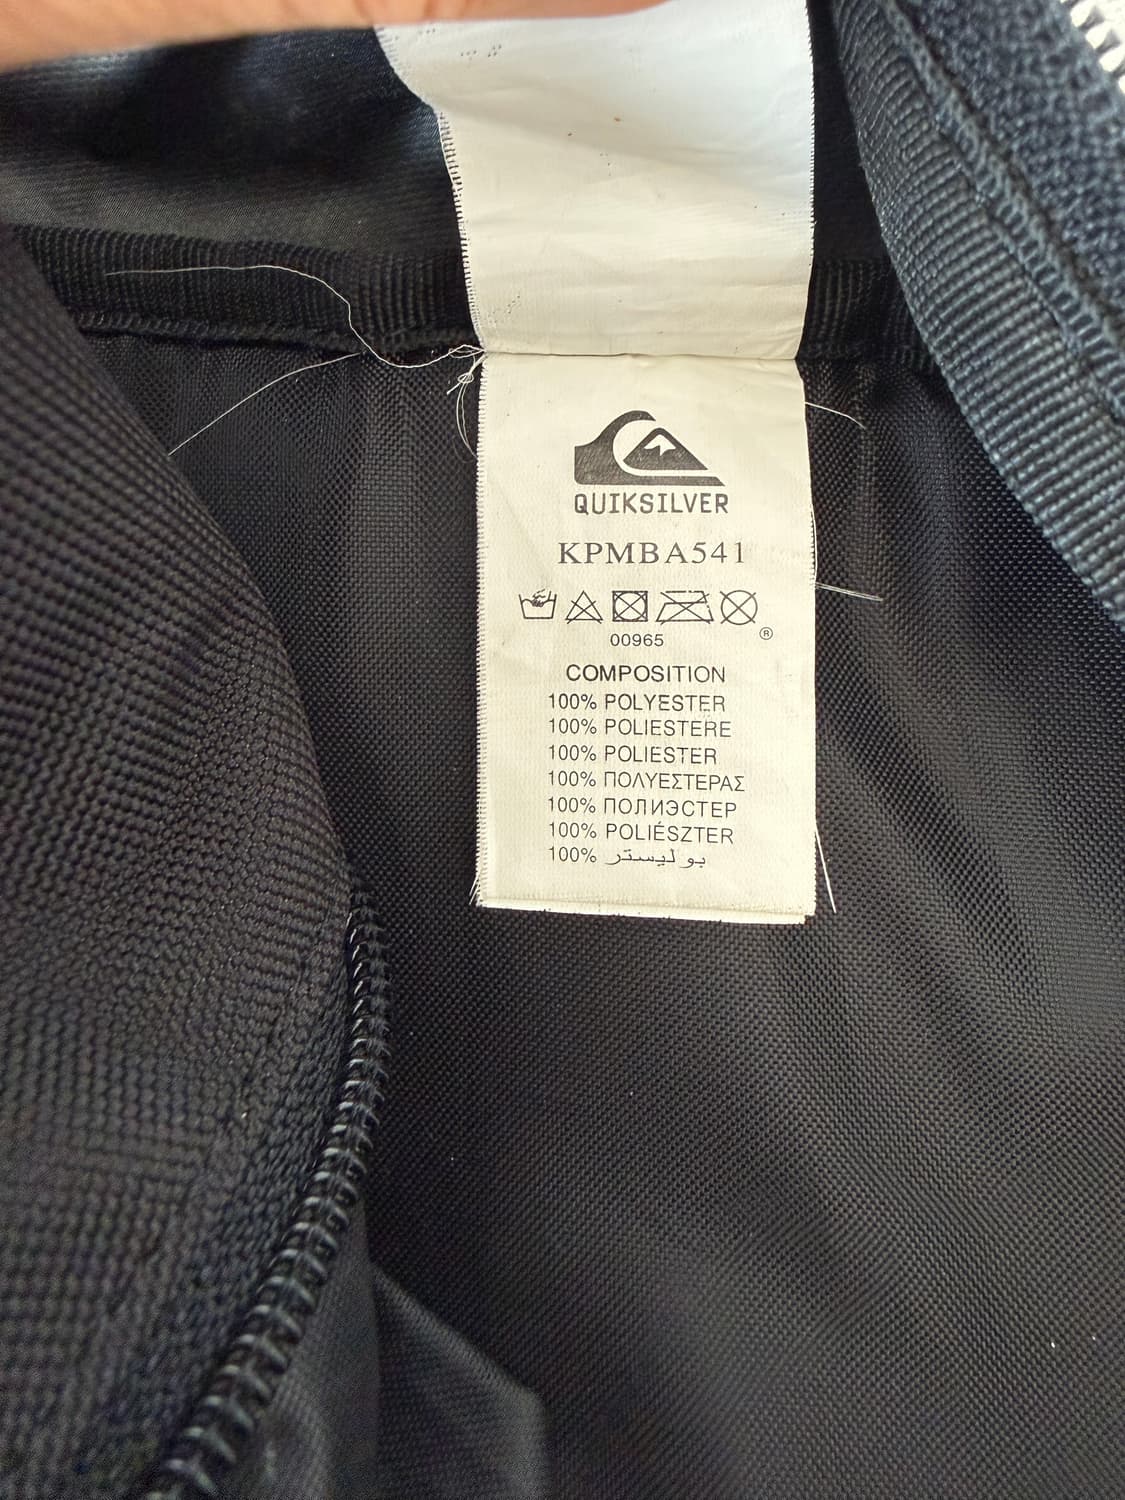 QUIKSILVER
KPMBA541
00965
®
COMPOSITION
100% POLYESTER
100% POLIESTERE
100% POLIESTER
100% ΠΟΛΥΕΣΤΕΡΑΣ
100% ПОЛИЭСТЕР
100% POLIÉSZTER
100% بوليستر